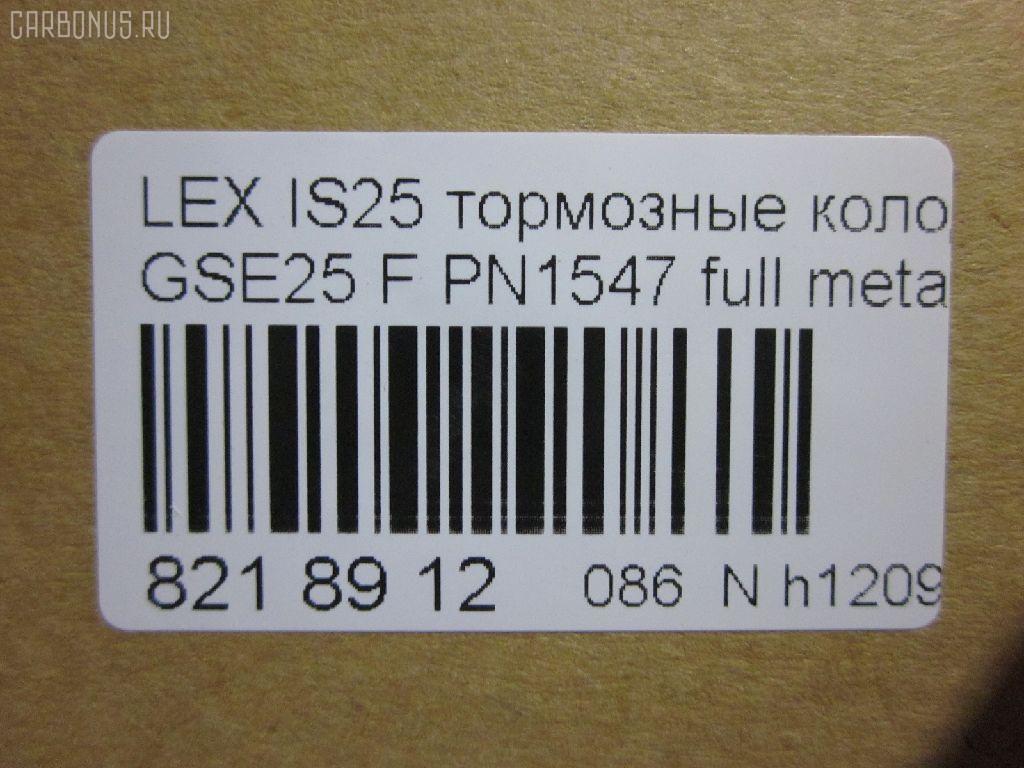 CARBONUS.RU
LEX IS25 тормозные коло
GSE25 F PN1547 full meta
821 89 12 086 N h1209